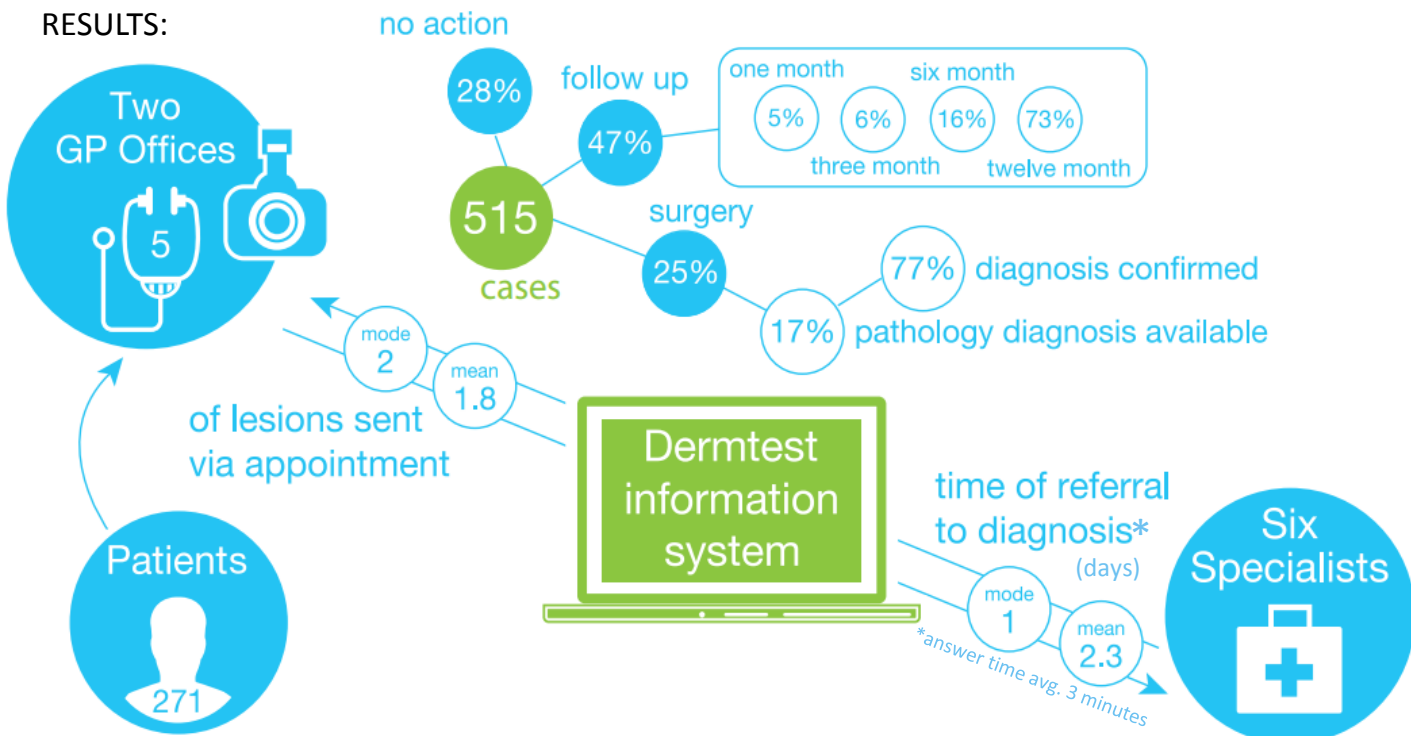 RESULTS:
Two
GP Offices
5
no action
28%
follow up
47%
one month
5%
6%
three month
six month
16%
73%
twelve month
515
cases
surgery
25%
77%
diagnosis confirmed
17%
pathology diagnosis available
mode
2
mean
1.8
of lesions sent
via appointment
Patients
271
Dermtest
information
system
time of referral
to diagnosis*
(days)
mode
1
mean
2.3
*answer time avg. 3 minutes
Six
Specialists